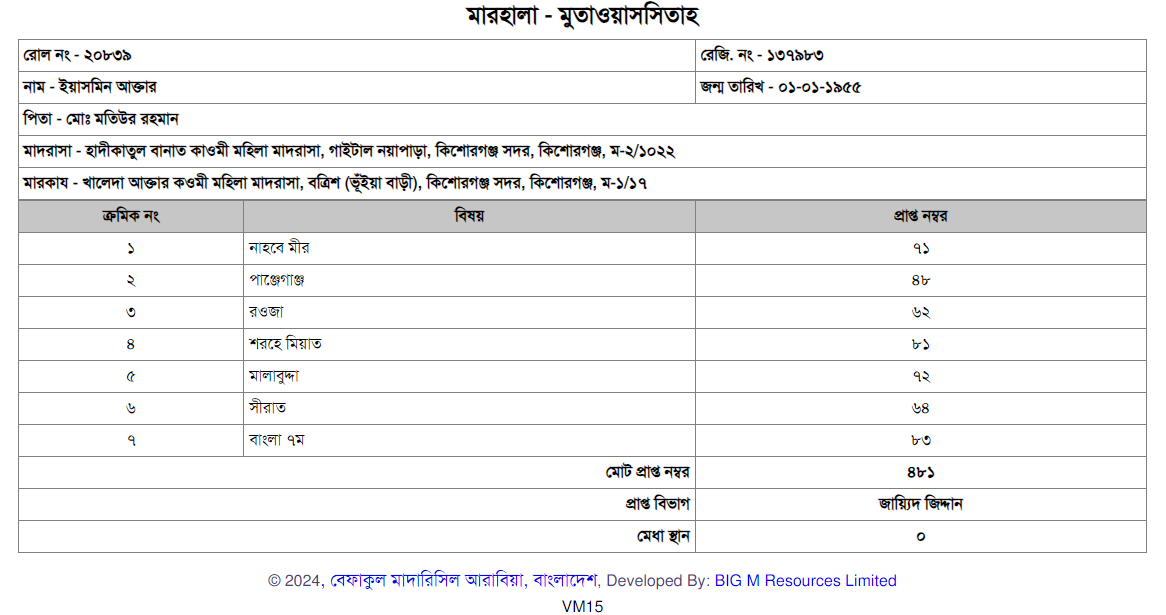 মারহালা - মুতাওয়াসসিতাহ
রোল নং - ২০৮৩৯ রেজি. নং - ১৩৭৯৮৩
নাম - ইয়াসমিন আক্তার জন্ম তারিখ - ০১-০১-১৯৫৫
পিতা - মোঃ মতিউর রহমান
মাদরাসা - হাদীকাতুল বানাত কাওমী মহিলা মাদরাসা, গাইটাল নয়াপাড়া, কিশোরগঞ্জ সদর, কিশোরগঞ্জ, ম-২/১০২২
মারকায - খালেদা আক্তার কওমী মহিলা মাদরাসা, বত্রিশ (ভূঁইয়া বাড়ী), কিশোরগঞ্জ সদর, কিশোরগঞ্জ, ম-১/১৭
ক্রমিক নং বিষয় প্রাপ্ত নম্বর
১ নাহবে মীর ৭১
২ পাঞ্জেগাঞ্জ ৪৮
৩ রওজা ৬২
৪ শরহে মিয়াত ৮১
৫ মালাবুদ্দা ৭২
৬ সীরাত ৬৪
৭ বাংলা ৭ম ৮৩
মোট প্রাপ্ত নম্বর ৪৮১
প্রাপ্ত বিভাগ জায়্যিদ জিদ্দান
মেধা স্থান ০
© 2024, বেফাকুল মাদারিসিল আরাবিয়া, বাংলাদেশ, Developed By: BIG M Resources Limited
VM15